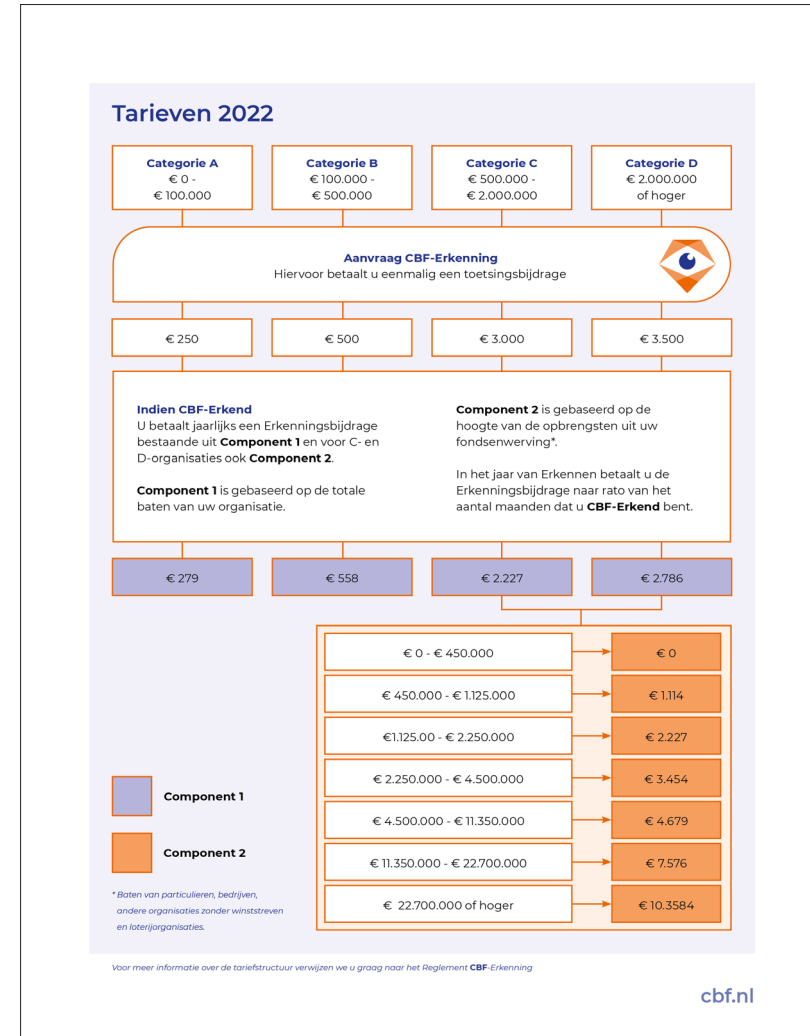 Tarieven 2022
Categorie A
€ 0 -
€ 100.000
Categorie B
€ 100.000 -
€ 500.000
Categorie C
€ 500.000 -
€ 2.000.000
Categorie D
€ 2.000.000
of hoger
Aanvraag CBF-Erkenning
Hiervoor betaalt u eenmalig een toetsingsbijdrage
€ 250
€ 500
€ 3.000
€ 3.500
Indien CBF-Erkend
U betaalt jaarlijks een Erkenningsbijdrage
bestaande uit Component 1 en voor C- en
D-organisaties ook Component 2.
Component 1 is gebaseerd op de totale
baten van uw organisatie.
Component 2 is gebaseerd op de
hoogte van de opbrengsten uit uw
fondsenwerving*.
In het jaar van Erkennen betaalt u de
Erkenningsbijdrage naar rato van het
aantal maanden dat u CBF-Erkend bent.
€ 279
€ 558
€ 2.227
€ 2.786
€ 0 - € 450.000
€ 0
€ 450.000 - € 1.125.000
€ 1.114
€1.125.00 - € 2.250.000
€ 2.227
€ 2.250.000 - € 4.500.000
€ 3.454
€ 4.500.000 - € 11.350.000
€ 4.679
€ 11.350.000 - € 22.700.000
€ 7.576
€ 22.700.000 of hoger
€ 10.3584
Component 1
Component 2
* Baten van particulieren, bedrijven,
andere organisaties zonder winststreven
en loterijorganisaties.
Voor meer informatie over de tariefstructuur verwijzen we u graag naar het Reglement CBF-Erkenning
cbf.nl